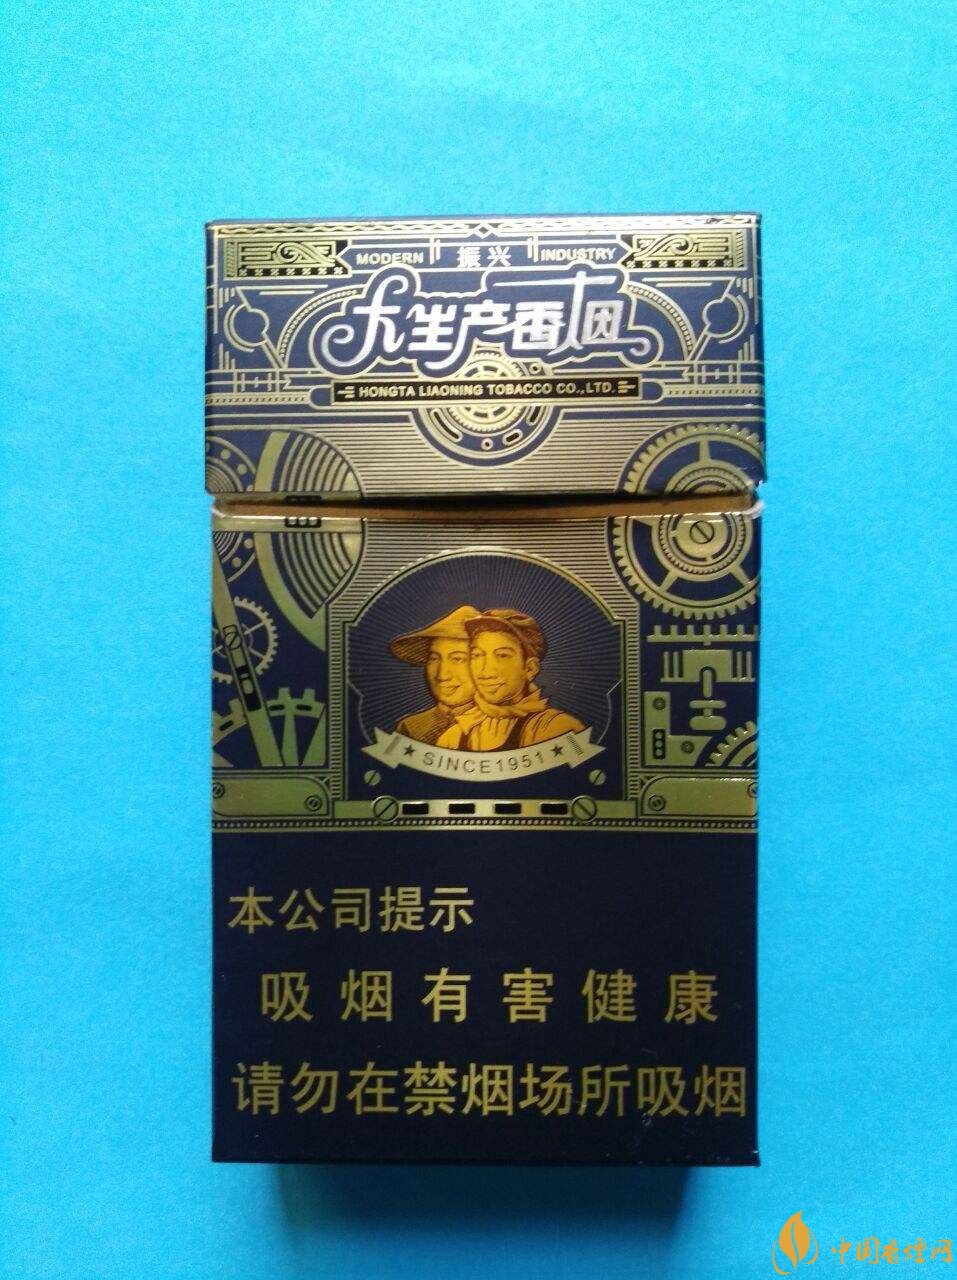 MODERN 振兴 INDUSTRY
大生产香烟
HONGTA LIAONING TOBACCO CO.,LTD.
★ SINCE1951 ★
本公司提示
吸烟有害健康
请勿在禁烟场所吸烟
中国香烟网